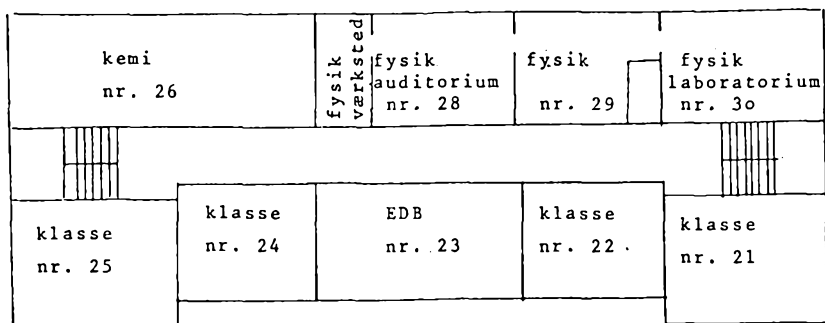 kemi
nr. 26
fysik
værksted
fysik
auditorium
nr. 28
fysik
nr. 29
fysik
laboratorium
nr. 3o
klasse
nr. 25
klasse
nr. 24
EDB
nr. 23
klasse
nr. 22.
klasse
nr. 21